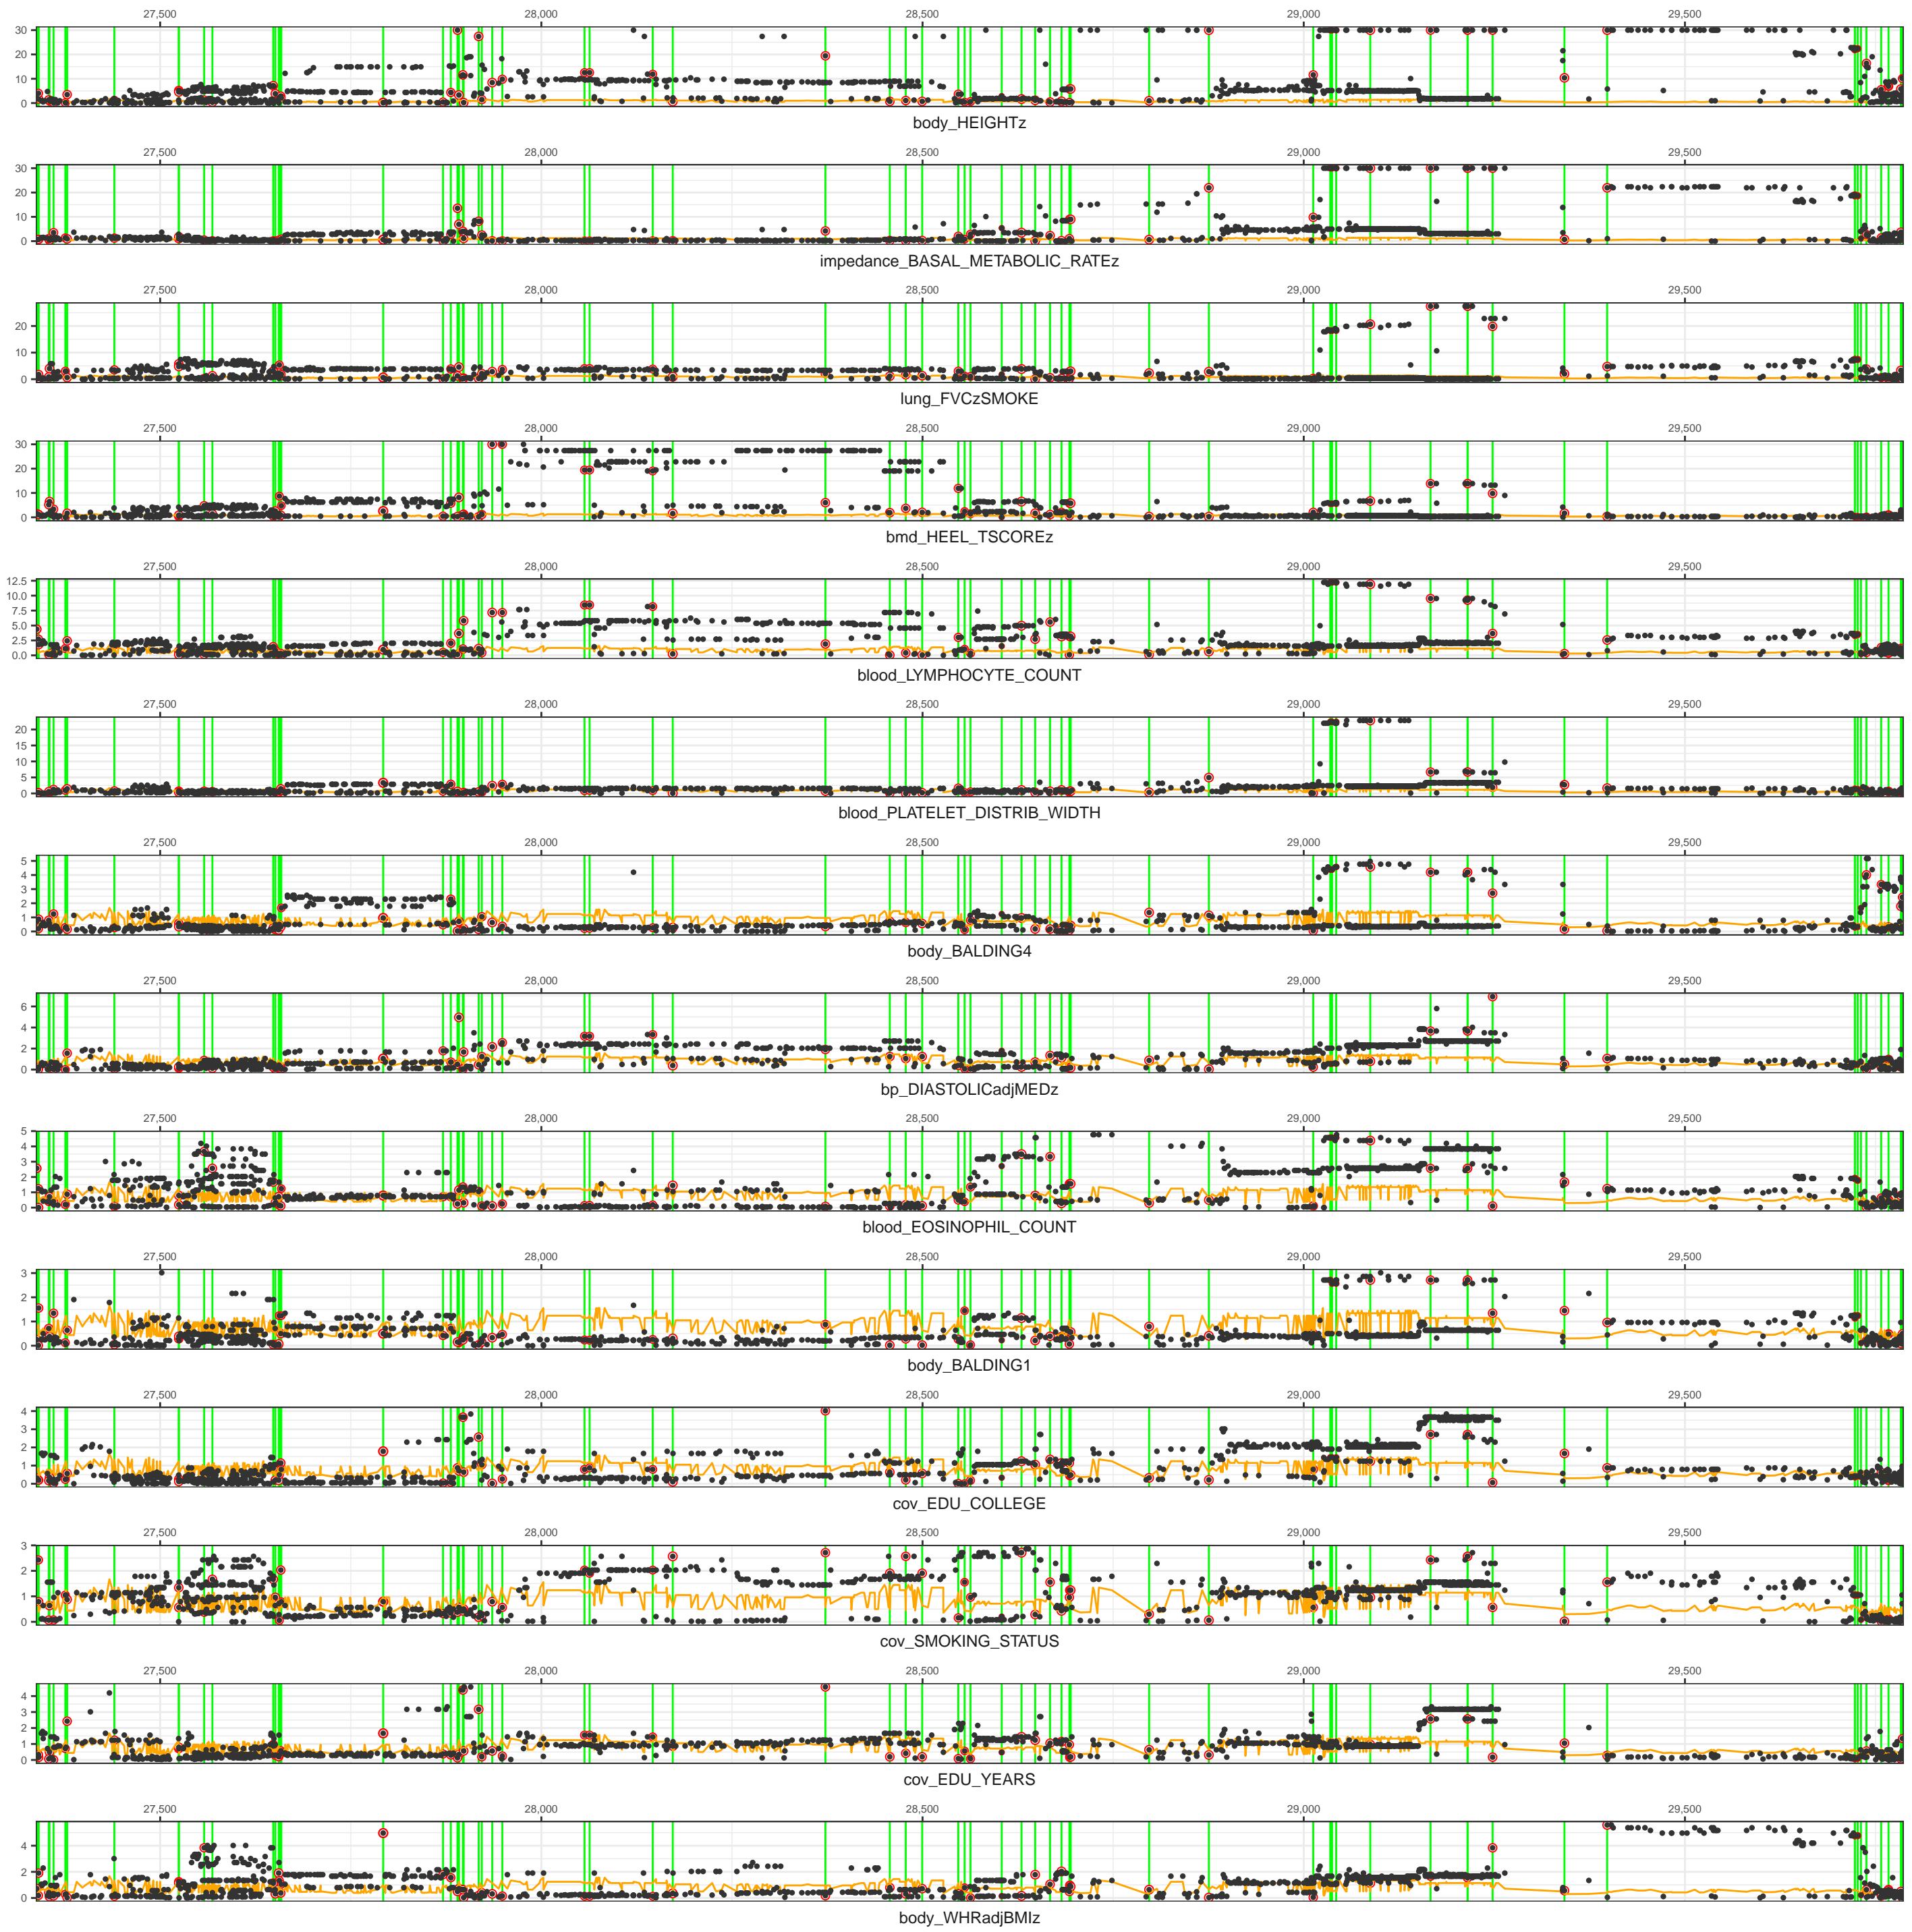 27,500 28,000 28,500 29,000 29,500
30
20
10
0
body_HEIGHTz
27,500 28,000 28,500 29,000 29,500
30
20
10
0
impedance_BASAL_METABOLIC_RATEz
27,500 28,000 28,500 29,000 29,500
20
10
0
lung_FVCzSMOKE
27,500 28,000 28,500 29,000 29,500
30
20
10
0
bmd_HEEL_TSCOREz
27,500 28,000 28,500 29,000 29,500
12.5
10.0
7.5
5.0
2.5
0.0
blood_LYMPHOCYTE_COUNT
27,500 28,000 28,500 29,000 29,500
20
15
10
5
0
blood_PLATELET_DISTRIB_WIDTH
27,500 28,000 28,500 29,000 29,500
5
4
3
2
1
0
body_BALDING4
27,500 28,000 28,500 29,000 29,500
6
4
2
0
bp_DIASTOLICadjMEDz
27,500 28,000 28,500 29,000 29,500
5
4
3
2
1
0
blood_EOSINOPHIL_COUNT
27,500 28,000 28,500 29,000 29,500
3
2
1
0
body_BALDING1
27,500 28,000 28,500 29,000 29,500
4
3
2
1
0
cov_EDU_COLLEGE
27,500 28,000 28,500 29,000 29,500
3
2
1
0
cov_SMOKING_STATUS
27,500 28,000 28,500 29,000 29,500
4
3
2
1
0
cov_EDU_YEARS
27,500 28,000 28,500 29,000 29,500
4
2
0
body_WHRadjBMIz